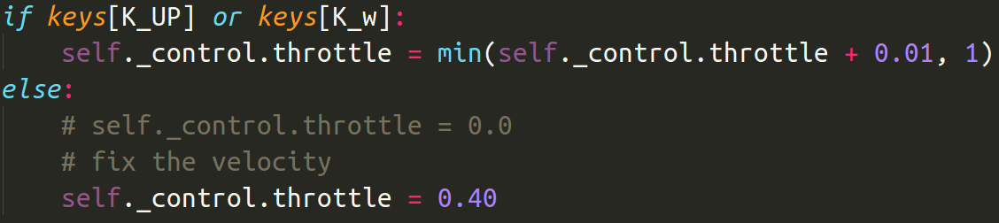 if keys[K_UP] or keys[K_w]:
    self._control.throttle = min(self._control.throttle + 0.01, 1)
else:
    # self._control.throttle = 0.0
    # fix the velocity
    self._control.throttle = 0.40